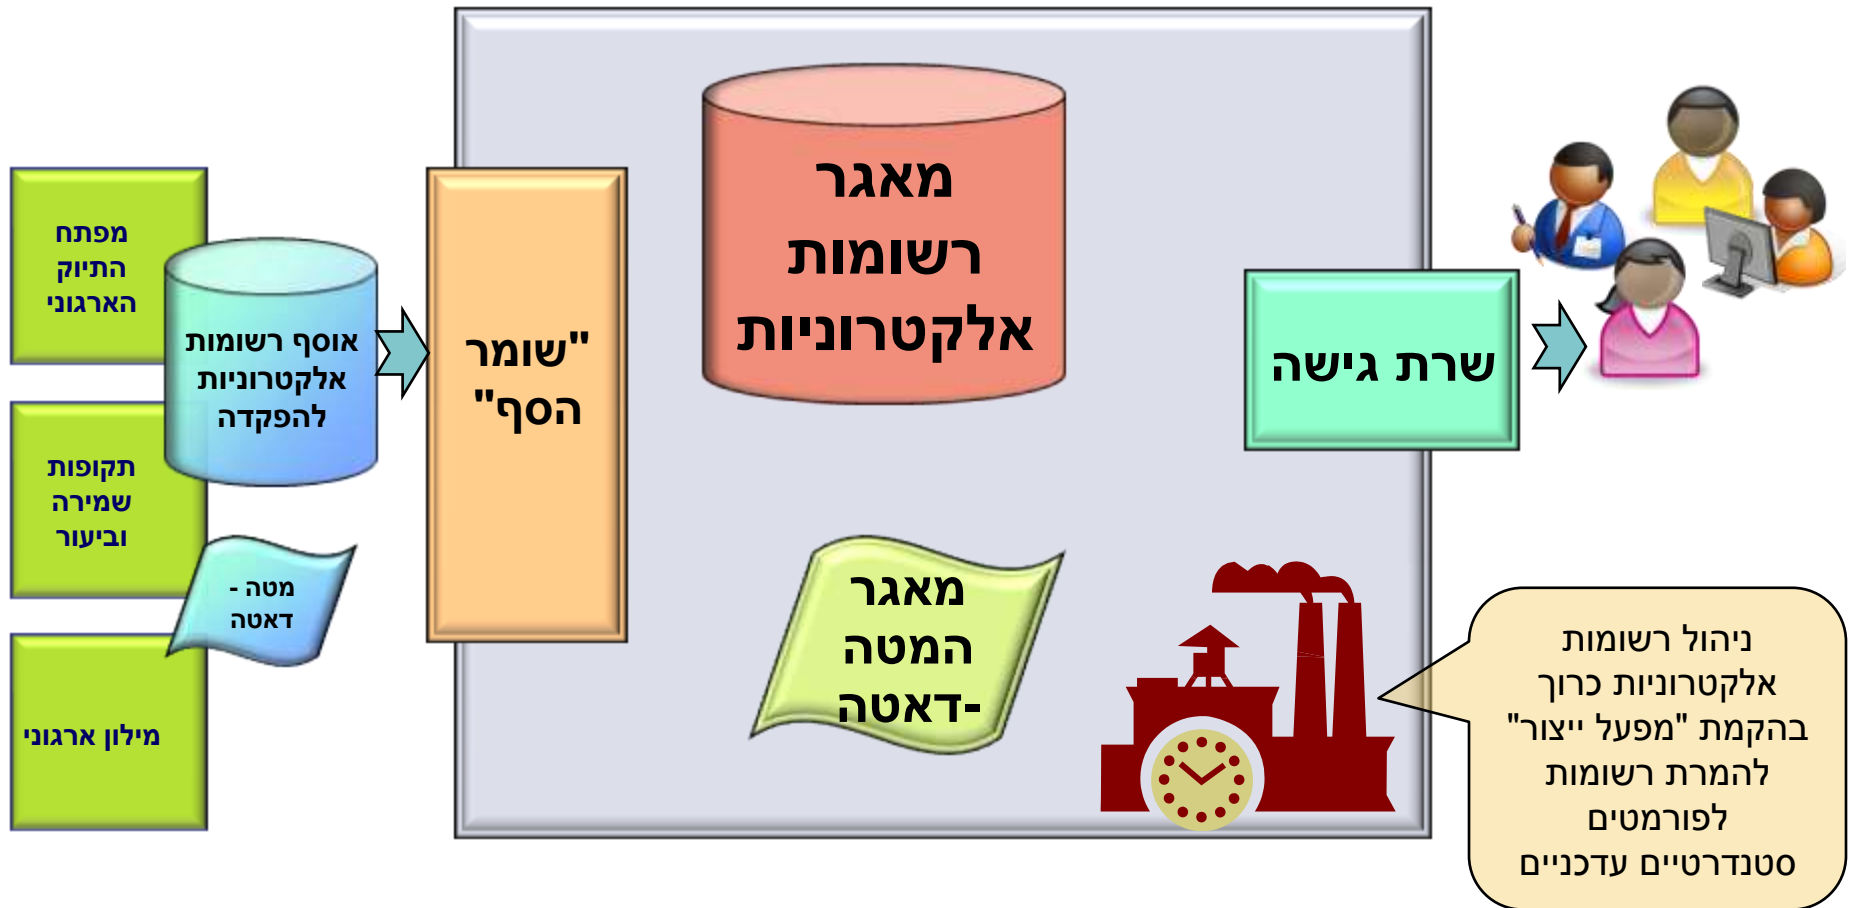 מפתח
התיוק
הארגוני
תקופות
שמירה
וביעור
מילון ארגוני
אוסף רשומות
אלקטרוניות
להפקדה
מטה -
דאטה
"שומר
הסף"
מאגר
רשומות
אלקטרוניות
מאגר
המטה
-דאטה
שרת גישה
ניהול רשומות
אלקטרוניות כרוך
בהקמת "מפעל ייצור"
להמרת רשומות
לפורמטים
סטנדרטיים עדכניים